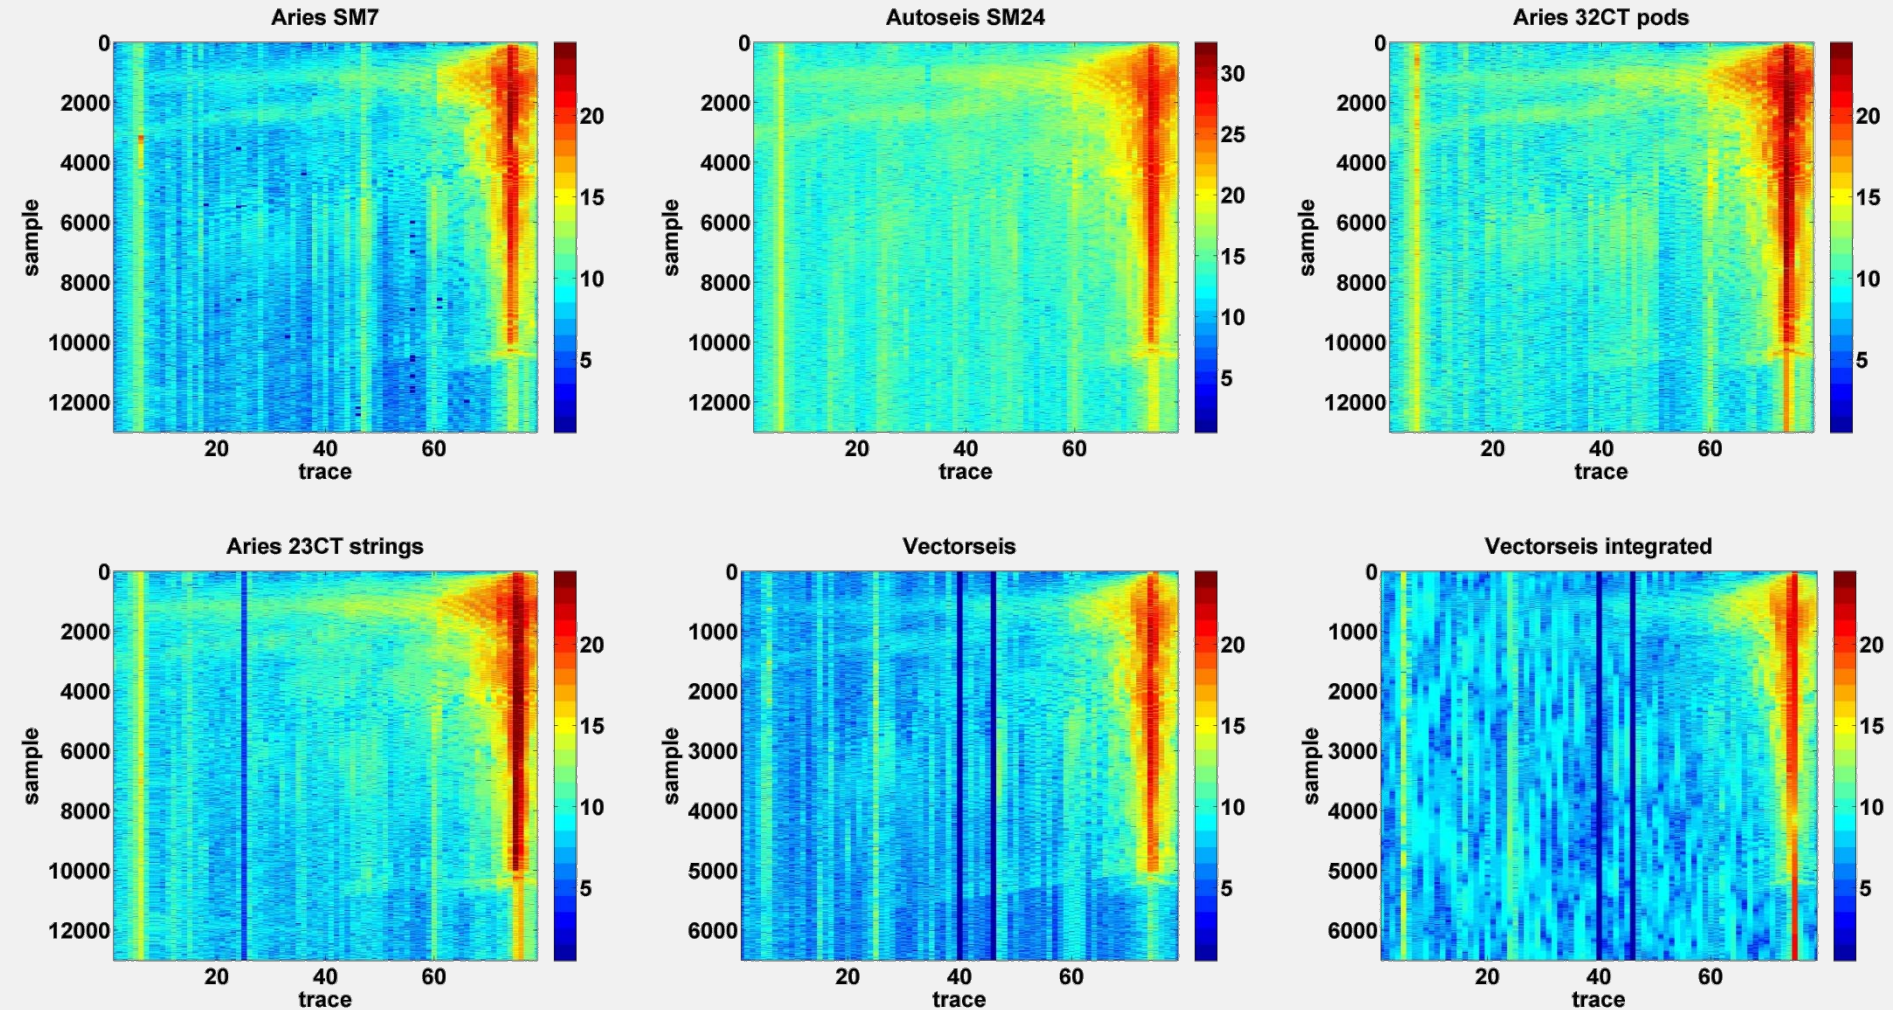 Aries SM7
Autoseis SM24
Aries 32CT pods
0
2000
4000
6000
8000
10000
12000
sample
20 40 60
trace
20
15
10
5
0
2000
4000
6000
8000
10000
12000
sample
20 40 60
trace
30
25
20
15
10
5
0
2000
4000
6000
8000
10000
12000
sample
20 40 60
trace
20
15
10
5
Aries 23CT strings
Vectorseis
Vectorseis integrated
0
2000
4000
6000
8000
10000
12000
sample
20 40 60
trace
20
15
10
5
0
1000
2000
3000
4000
5000
6000
sample
20 40 60
trace
20
15
10
5
0
1000
2000
3000
4000
5000
6000
sample
20 40 60
trace
20
15
10
5